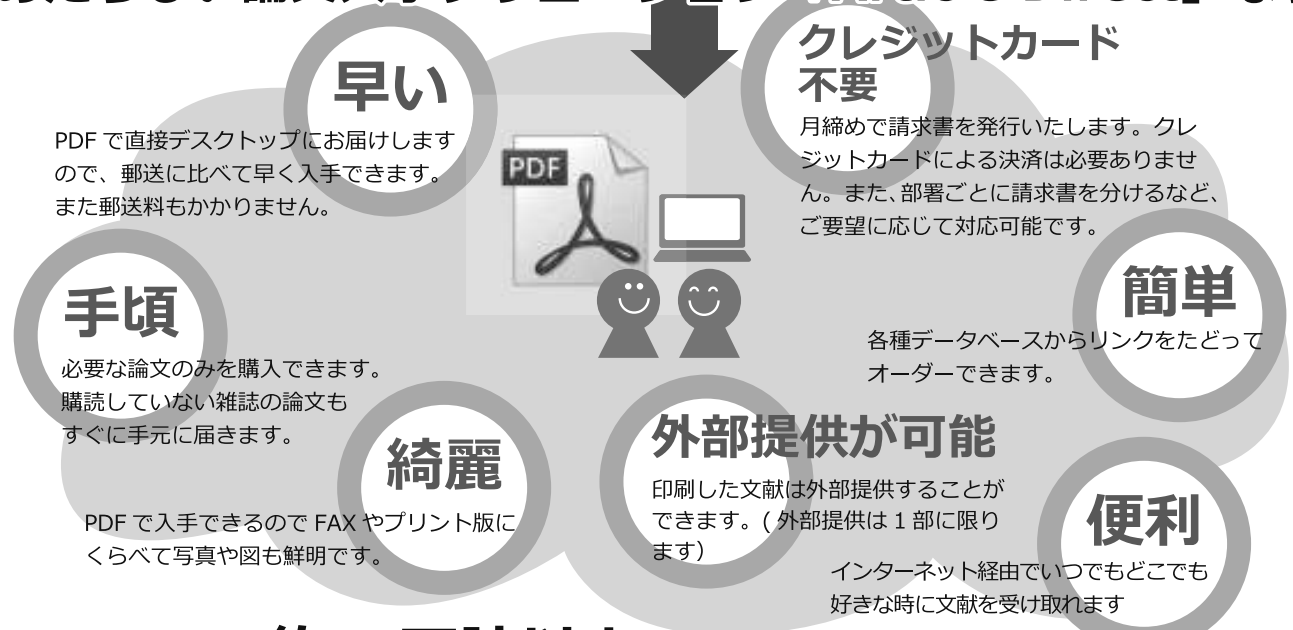 早い
PDF で直接デスクトップにお届けします
ので、郵送に比べて早く入手できます。
また郵送料もかかりません。
PDF
クレジットカード
不要
月締めで請求書を発行いたします。クレ
ジットカードによる決済は必要ありませ
ん。また、部署ごとに請求書を分けるなど、
ご要望に応じて対応可能です。
手頃
必要な論文のみを購入できます。
購読していない雑誌の論文も
すぐに手元に届きます。
簡単
各種データベースからリンクをたどって
オーダーできます。
綺麗
PDF で入手できるので FAX やプリント版に
くらべて写真や図も鮮明です。
外部提供が可能
印刷した文献は外部提供することが
できます。( 外部提供は 1 部に限り
ます）
便利
インターネット経由でいつでもどこでも
好きな時に文献を受け取れます